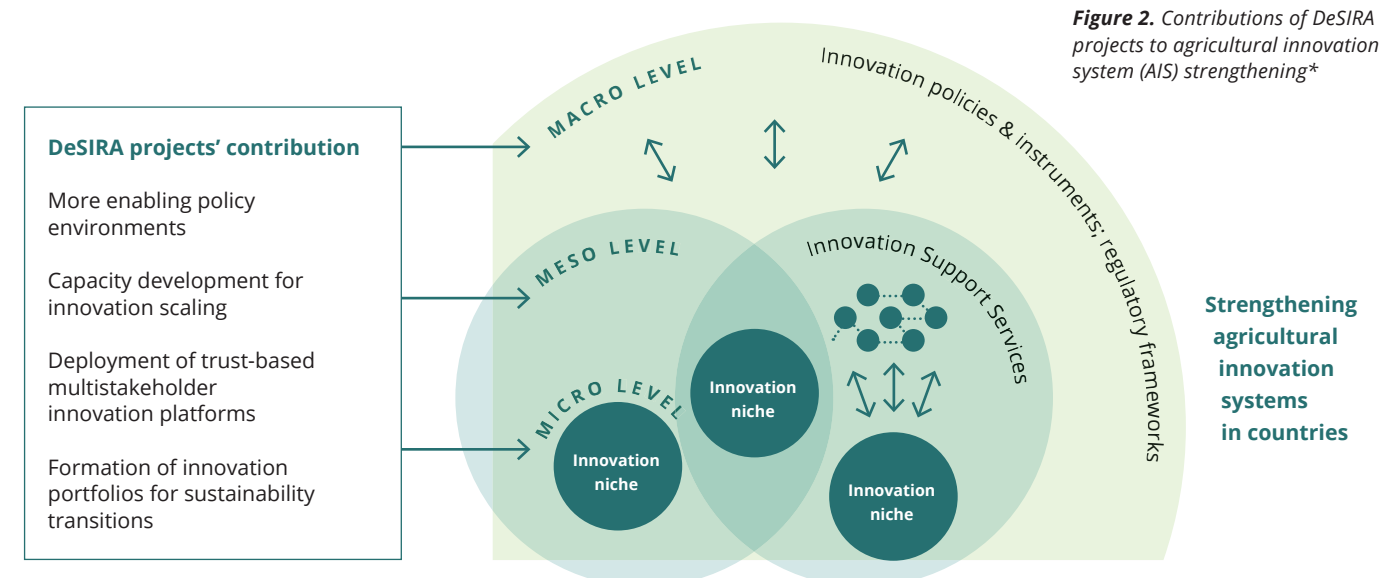 Figure 2. Contributions of DeSIRA
projects to agricultural innovation
system (AIS) strengthening*
DeSIRA projects’ contribution
More enabling policy
environments
Capacity development for
innovation scaling
Deployment of trust-based
multistakeholder
innovation platforms
Formation of innovation
portfolios for sustainability
transitions
MACRO LEVEL
Innovation policies & instruments; regulatory frameworks
MESO LEVEL
Innovation Support Services
MICRO LEVEL
Innovation
niche
Innovation
niche
Innovation
niche
Strengthening
agricultural
innovation
systems
in countries